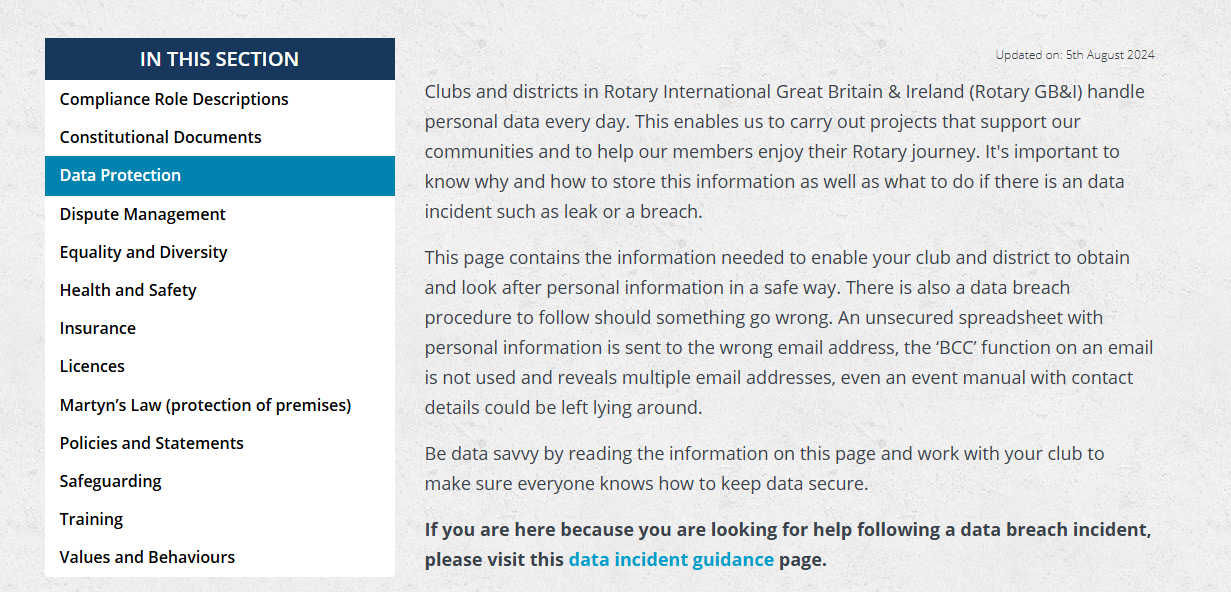 IN THIS SECTION
Compliance Role Descriptions
Constitutional Documents
Data Protection
Dispute Management
Equality and Diversity
Health and Safety
Insurance
Licences
Martyn’s Law (protection of premises)
Policies and Statements
Safeguarding
Training
Values and Behaviours
Updated on: 5th August 2024
Clubs and districts in Rotary International Great Britain & Ireland (Rotary GB&I) handle
personal data every day. This enables us to carry out projects that support our
communities and to help our members enjoy their Rotary journey. It's important to
know why and how to store this information as well as what to do if there is an data
incident such as leak or a breach.
This page contains the information needed to enable your club and district to obtain
and look after personal information in a safe way. There is also a data breach
procedure to follow should something go wrong. An unsecured spreadsheet with
personal information is sent to the wrong email address, the ‘BCC’ function on an email
is not used and reveals multiple email addresses, even an event manual with contact
details could be left lying around.
Be data savvy by reading the information on this page and work with your club to
make sure everyone knows how to keep data secure.
If you are here because you are looking for help following a data breach incident,
please visit this data incident guidance page.